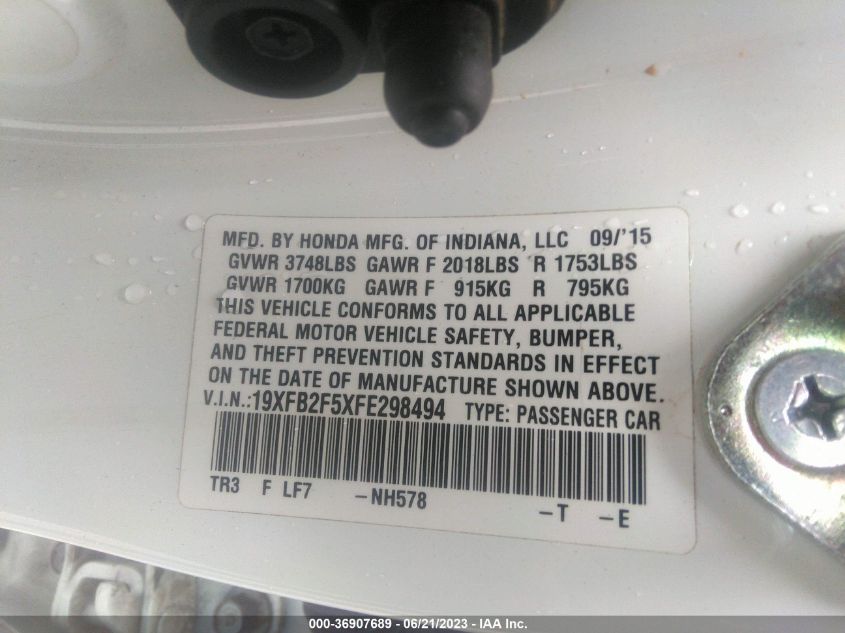 MFD. BY HONDA MFG. OF INDIANA, LLC 09/'15
GVWR 3748LBS GAWR F 2018LBS R 1753LBS
GVWR 1700KG GAWR F 915KG R 795KG
THIS VEHICLE CONFORMS TO ALL APPLICABLE
FEDERAL MOTOR VEHICLE SAFETY, BUMPER,
AND THEFT PREVENTION STANDARDS IN EFFECT
ON THE DATE OF MANUFACTURE SHOWN ABOVE.
V.I.N.:19XFB2F5XFE298494 TYPE: PASSENGER CAR
TR3 F LF7 -NH578 -T -E
000-36907689 - 06/21/2023 - IAA Inc.